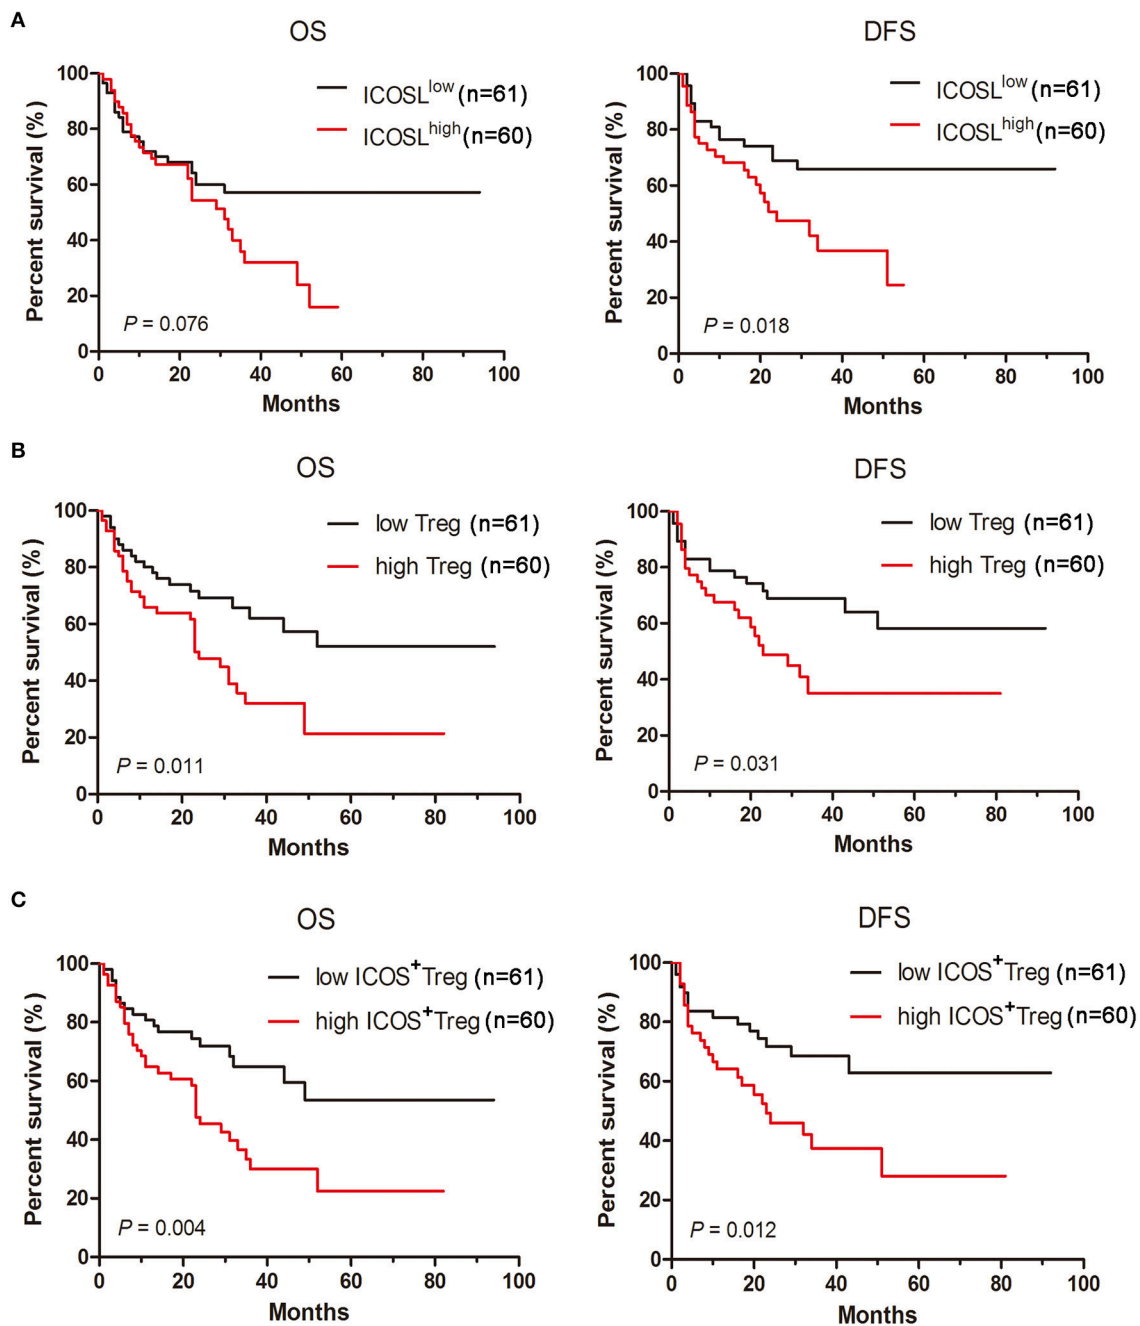 A
OS
DFS
100
80
60
40
20
0
Percent survival (%)
ICOSL^low (n=61)
ICOSL^high (n=60)
P = 0.076
0 20 40 60 80 100
Months
100
80
60
40
20
0
Percent survival (%)
ICOSL^low (n=61)
ICOSL^high (n=60)
P = 0.018
0 20 40 60 80 100
Months
B
OS
DFS
100
80
60
40
20
0
Percent survival (%)
low Treg (n=61)
high Treg (n=60)
P = 0.011
0 20 40 60 80 100
Months
100
80
60
40
20
0
Percent survival (%)
low Treg (n=61)
high Treg (n=60)
P = 0.031
0 20 40 60 80 100
Months
C
OS
DFS
100
80
60
40
20
0
Percent survival (%)
low ICOS⁺Treg (n=61)
high ICOS⁺Treg (n=60)
P = 0.004
0 20 40 60 80 100
Months
100
80
60
40
20
0
Percent survival (%)
low ICOS⁺Treg (n=61)
high ICOS⁺Treg (n=60)
P = 0.012
0 20 40 60 80 100
Months